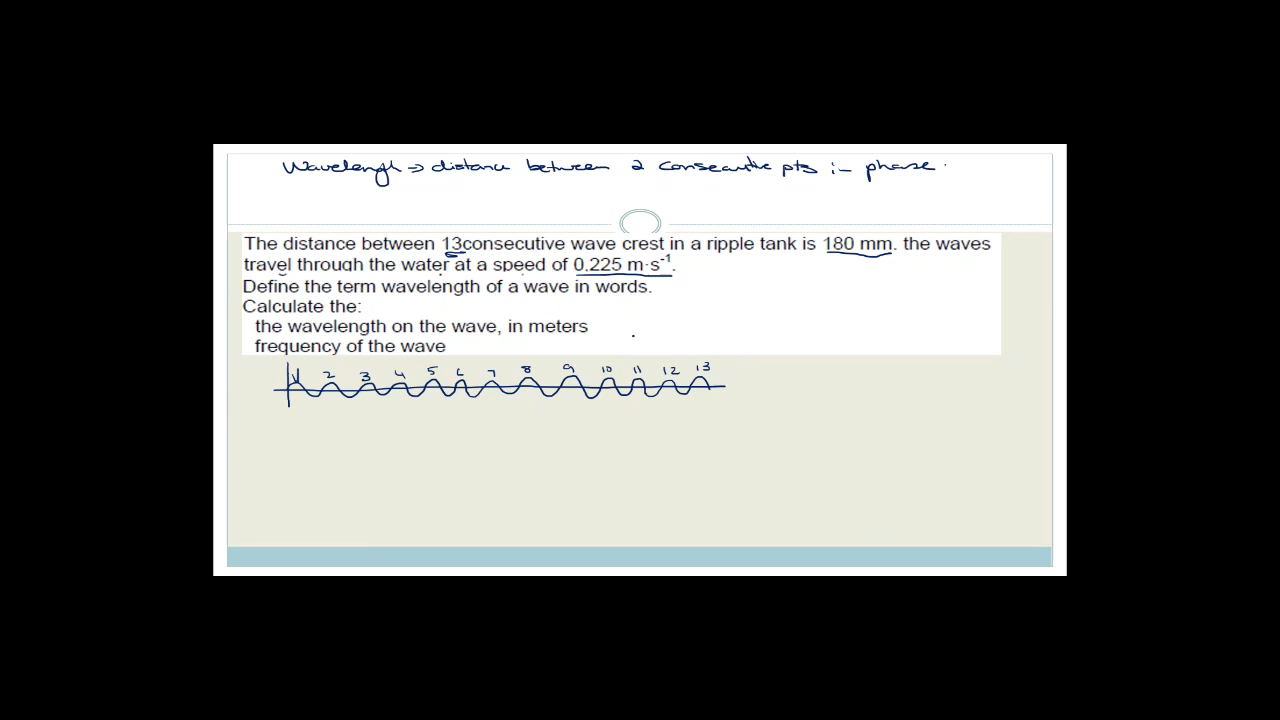 Wavelengh → distance between 2 consecutive pts in phase.
The distance between 13consecutive wave crest in a ripple tank is 180 mm. the waves
travel through the water at a speed of 0.225 m·s⁻¹.
Define the term wavelength of a wave in words.
Calculate the:
the wavelength on the wave, in meters
frequency of the wave
1 2 3 4 5 6 7 8 9 10 11 12 13